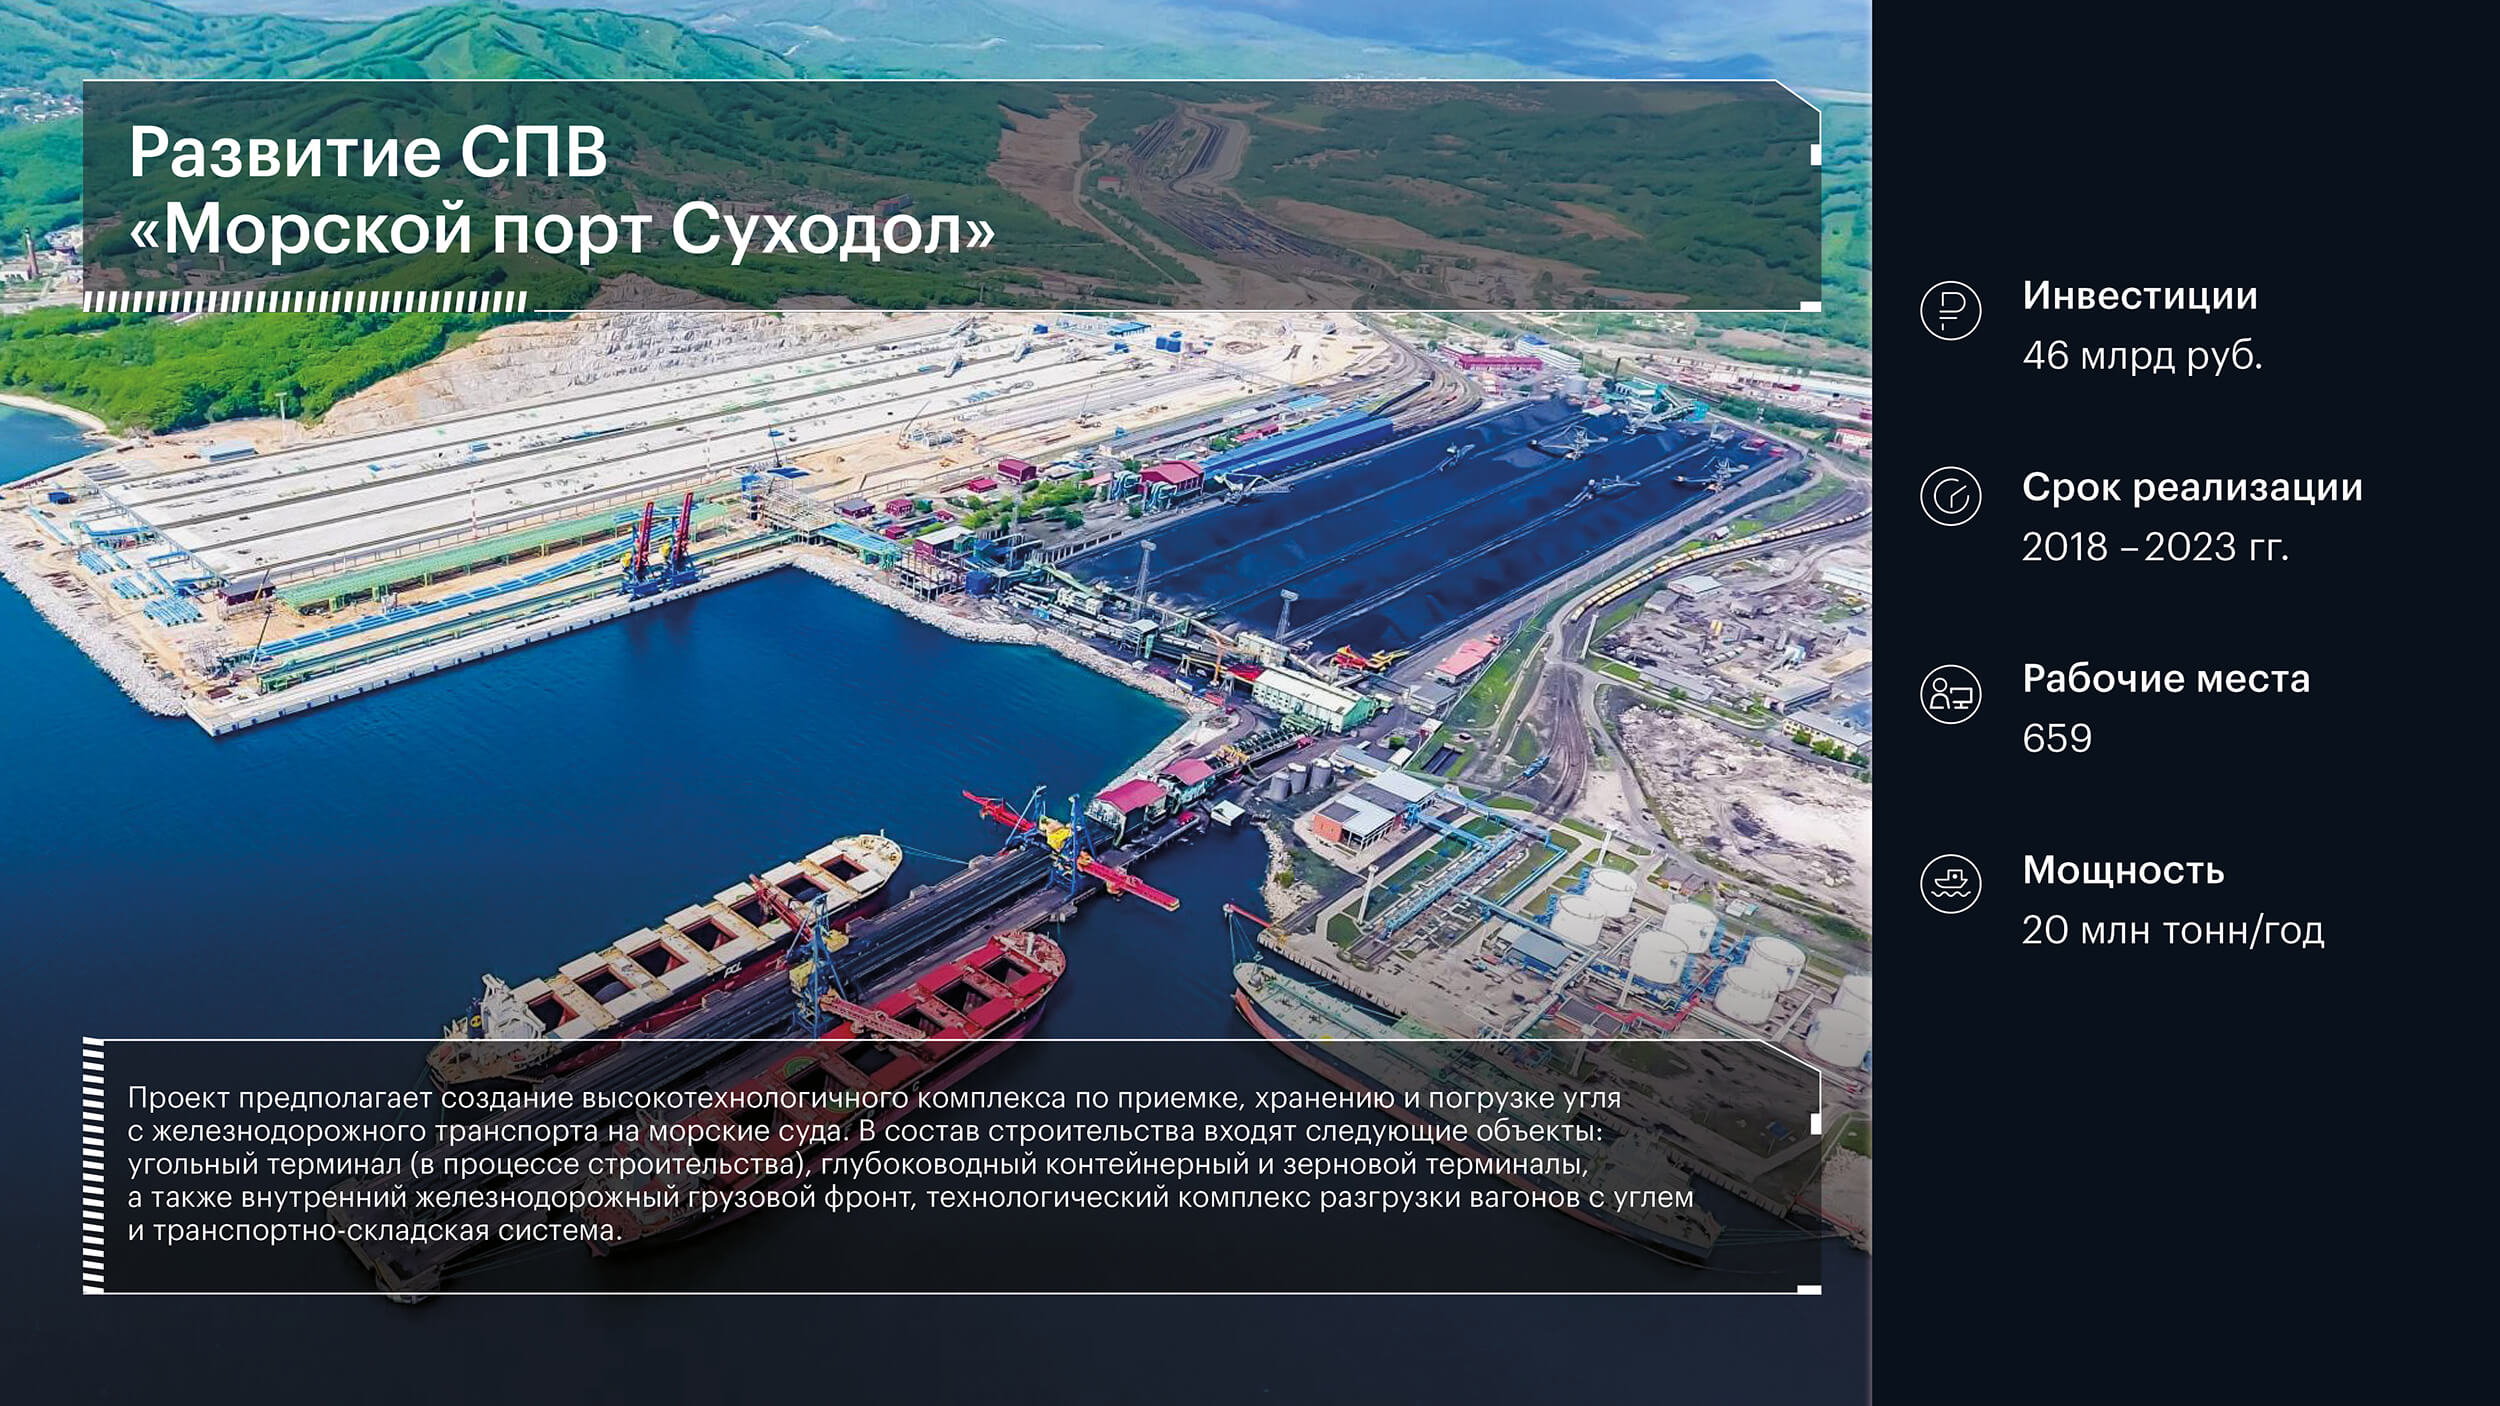 Развитие СПВ
«Морской порт Суходол»
Инвестиции
46 млрд руб.
Срок реализации
2018 – 2023 гг.
Рабочие места
659
Мощность
20 млн тонн/год
PCL
Проект предполагает создание высокотехнологичного комплекса по приемке, хранению и погрузке угля
с железнодорожного транспорта на морские суда. В состав строительства входят следующие объекты:
угольный терминал (в процессе строительства), глубоководный контейнерный и зерновой терминалы,
а также внутренний железнодорожный грузовой фронт, технологический комплекс разгрузки вагонов с углем
и транспортно-складская система.